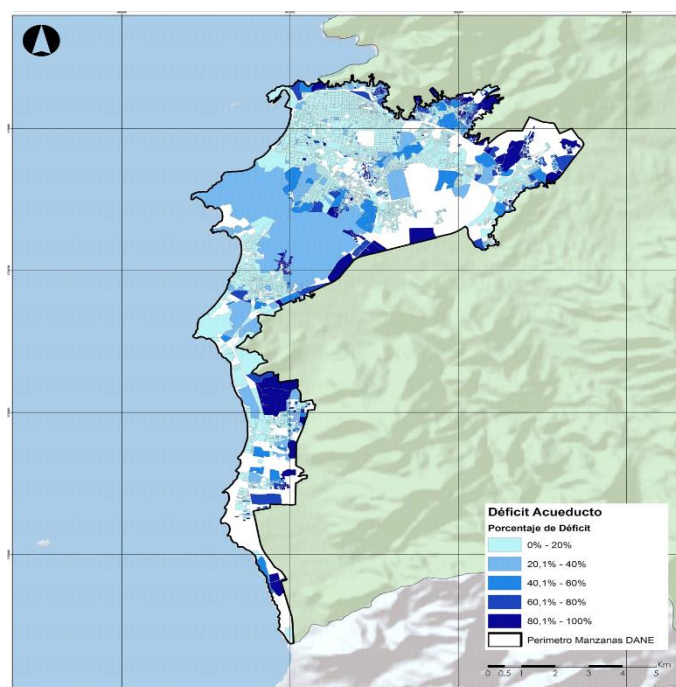 Déficit Acueducto
Porcentaje de Déficit
0% - 20%
20,1% - 40%
40,1% - 60%
60,1% - 80%
80,1% - 100%
Perimetro Manzanas DANE
Km
0 0.5 1 2 3 4 5